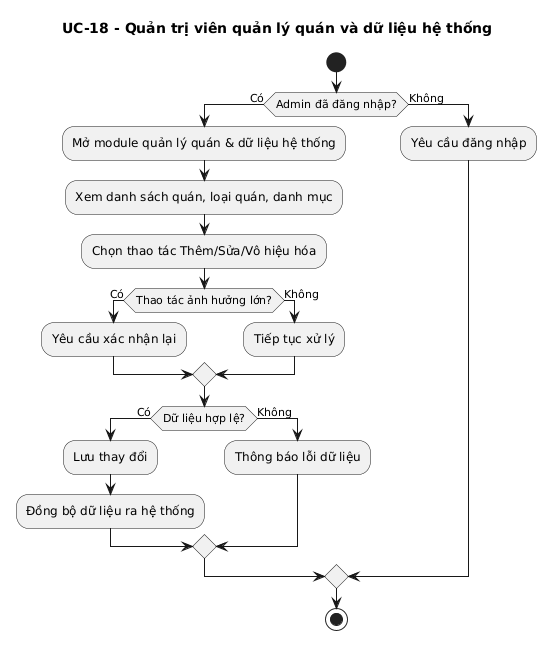 UC-18 - Quản trị viên quản lý quán và dữ liệu hệ thống
Có
Admin đã đăng nhập?
Không
Mở module quản lý quán & dữ liệu hệ thống
Yêu cầu đăng nhập
Xem danh sách quán, loại quán, danh mục
Chọn thao tác Thêm/Sửa/Vô hiệu hóa
Có
Thao tác ảnh hưởng lớn?
Không
Yêu cầu xác nhận lại
Tiếp tục xử lý
Có
Dữ liệu hợp lệ?
Không
Lưu thay đổi
Thông báo lỗi dữ liệu
Đồng bộ dữ liệu ra hệ thống